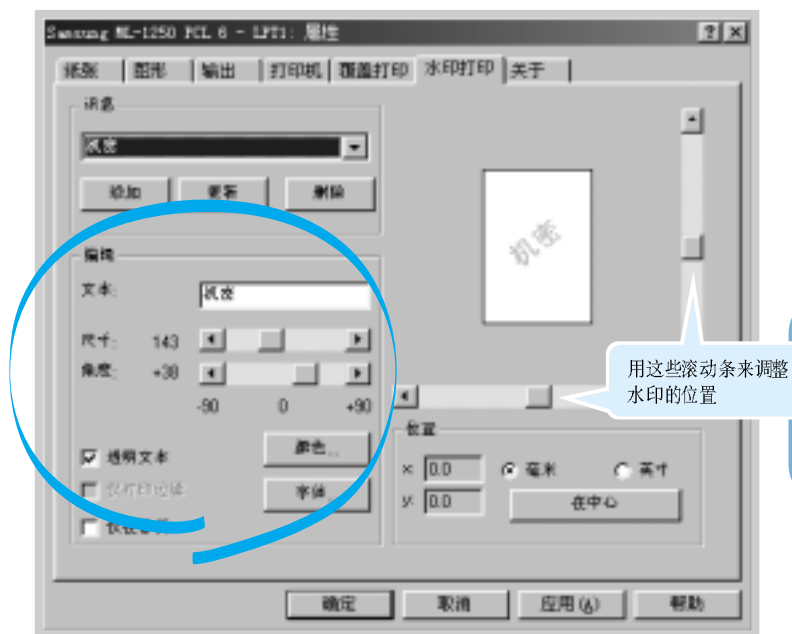 Samsung ML-1250 PCL 6 - LPT1: 属性
纸张 图形 输出 打印机 覆盖打印 水印打印 关于
讯息
机密
添加 更新 删除
机密
编辑
文本: 机密
尺寸: 143
角度: +38
-90 0 +90
用这些滚动条来调整
水印的位置
位置
透明文本 颜色...
x: 0.0 毫米 英寸
字体...
y: 0.0 在中心
确定 取消 应用(A) 帮助